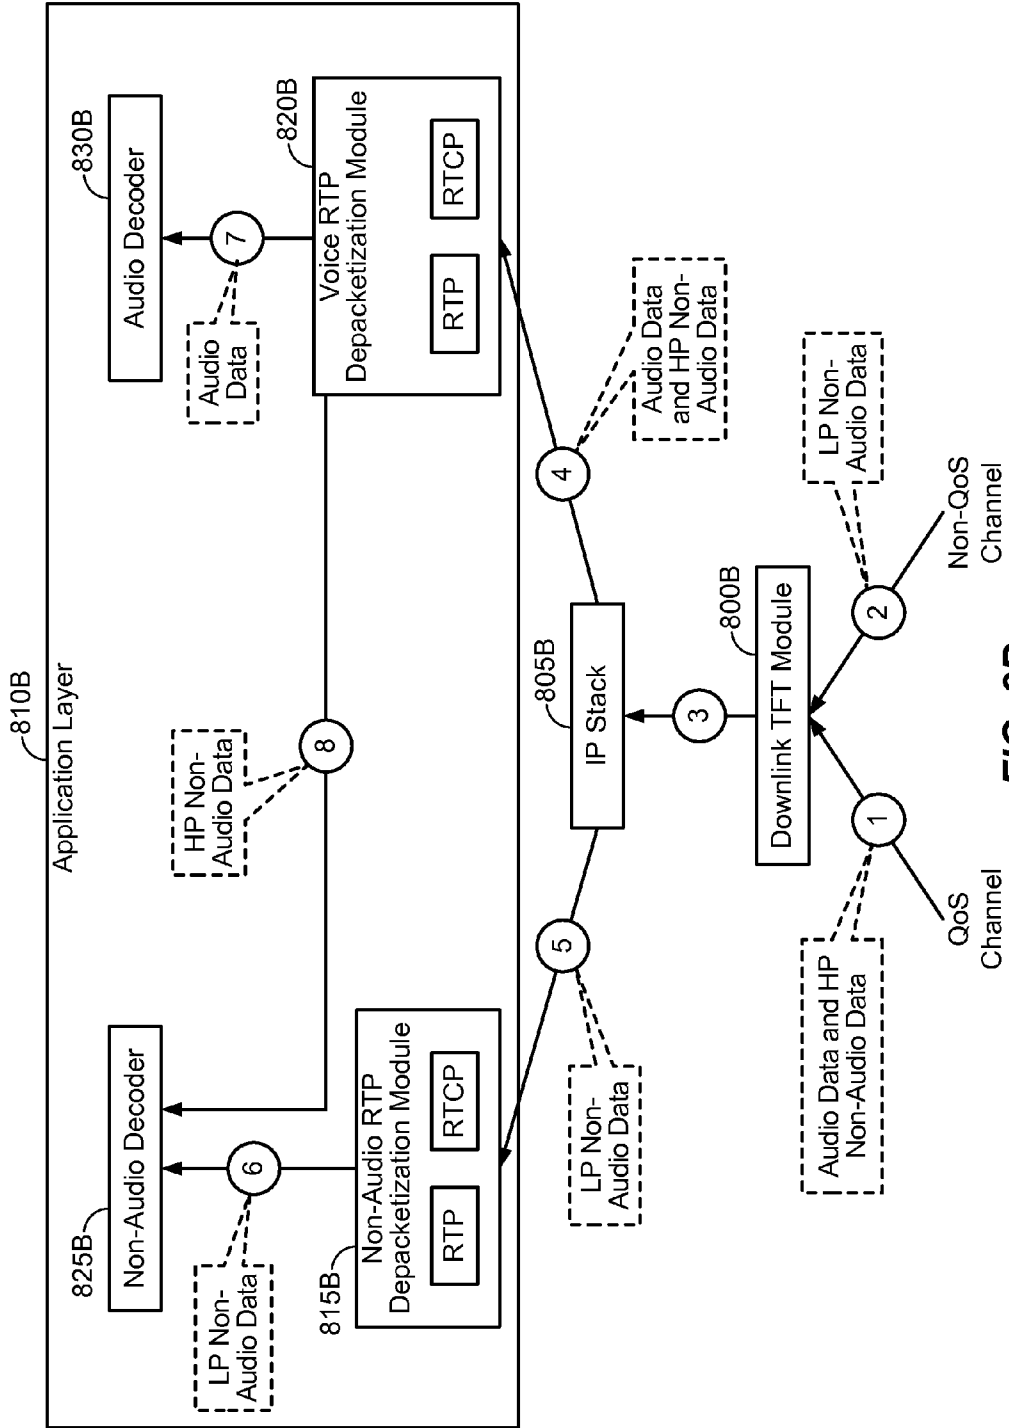 810B
Application Layer
825B
Non-Audio Decoder
830B
Audio Decoder
LP Non-
Audio Data
6
HP Non-
Audio Data
8
Audio
Data
7
815B
Non-Audio RTP
Depacketization Module
RTP
RTCP
820B
Voice RTP
Depacketization Module
RTP
RTCP
5
LP Non-
Audio Data
805B
IP Stack
4
Audio Data
and HP Non-
Audio Data
3
800B
Downlink TFT Module
Audio Data and HP
Non-Audio Data
1
2
LP Non-
Audio Data
QoS
Channel
Non-QoS
Channel